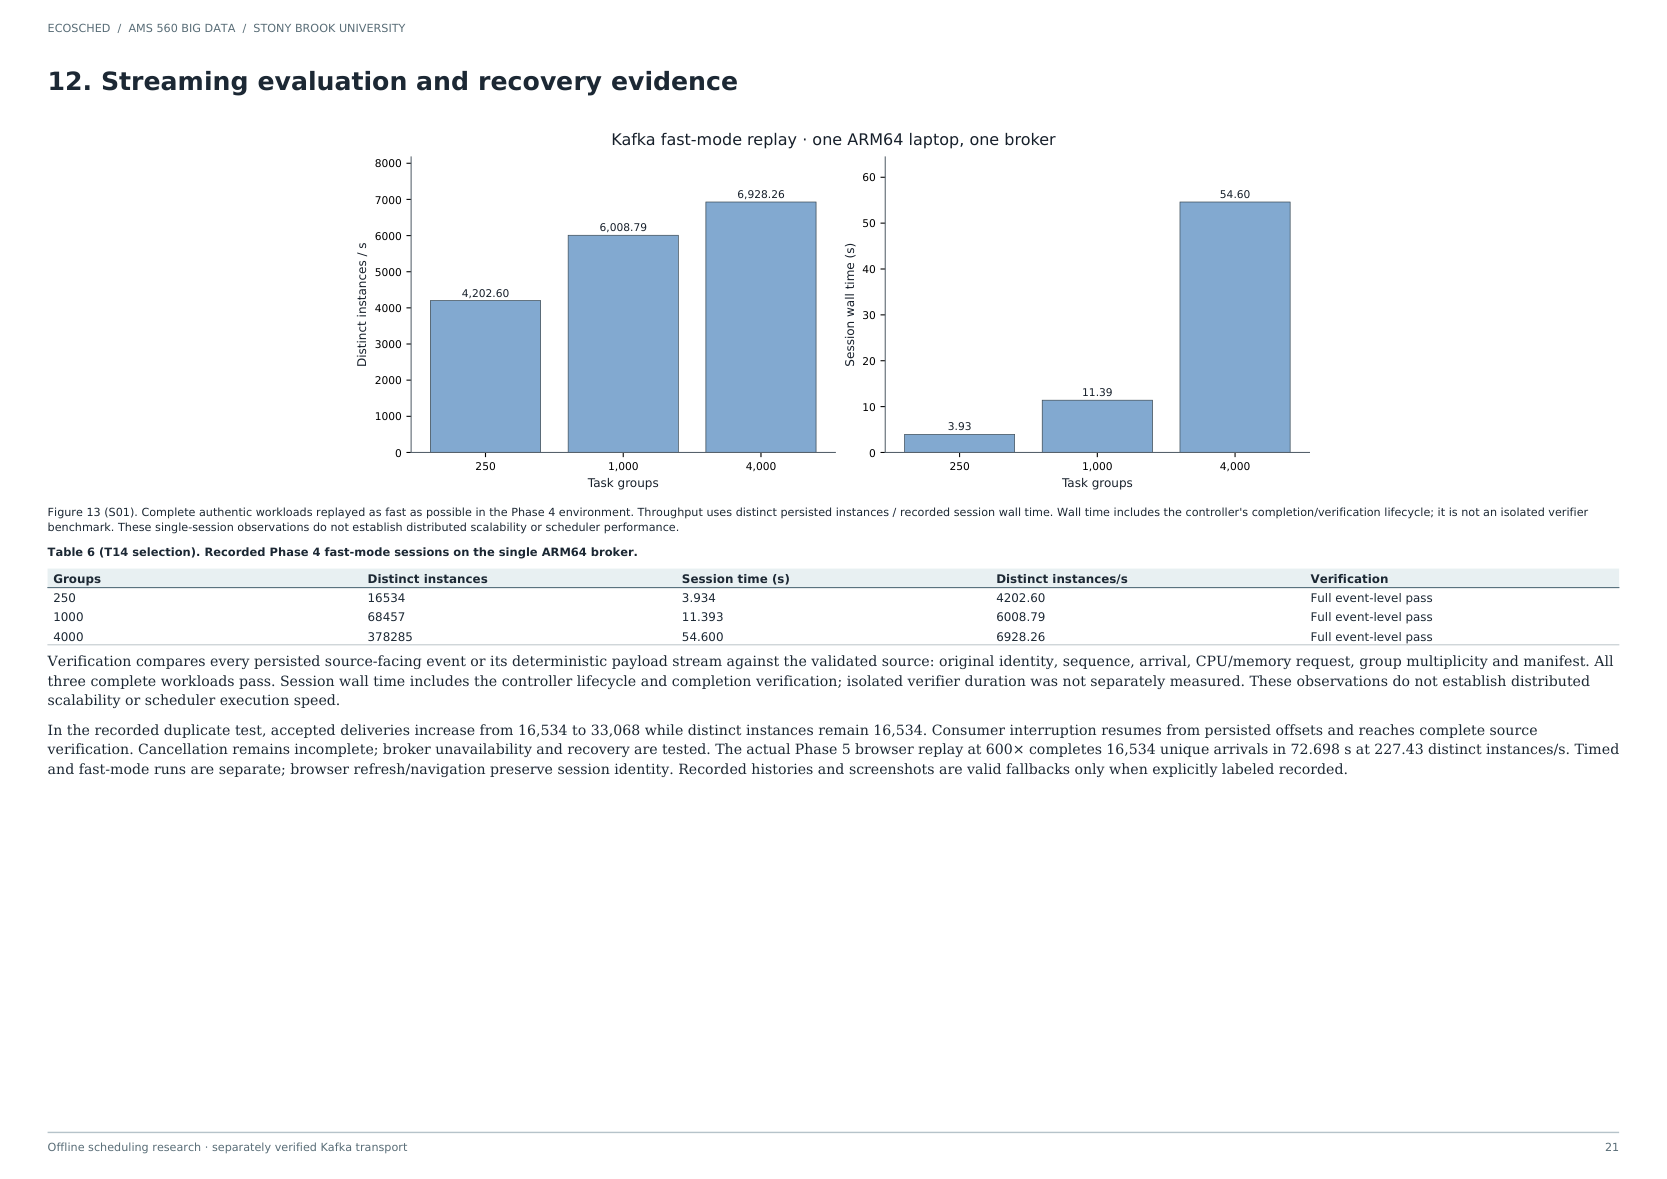 ECOSCHED / AMS 560 BIG DATA / STONY BROOK UNIVERSITY
12. Streaming evaluation and recovery evidence
Kafka fast-mode replay · one ARM64 laptop, one broker
Distinct instances / s
8000
7000
6000
5000
4000
3000
2000
1000
0
4,202.60
6,008.79
6,928.26
250
1,000
4,000
Task groups
Session wall time (s)
60
50
40
30
20
10
0
3.93
11.39
54.60
250
1,000
4,000
Task groups
Figure 13 (S01). Complete authentic workloads replayed as fast as possible in the Phase 4 environment. Throughput uses distinct persisted instances / recorded session wall time. Wall time includes the controller's completion/verification lifecycle; it is not an isolated verifier
benchmark. These single-session observations do not establish distributed scalability or scheduler performance.
Table 6 (T14 selection). Recorded Phase 4 fast-mode sessions on the single ARM64 broker.
Groups Distinct instances Session time (s) Distinct instances/s Verification
250 16534 3.934 4202.60 Full event-level pass
1000 68457 11.393 6008.79 Full event-level pass
4000 378285 54.600 6928.26 Full event-level pass
Verification compares every persisted source-facing event or its deterministic payload stream against the validated source: original identity, sequence, arrival, CPU/memory request, group multiplicity and manifest. All
three complete workloads pass. Session wall time includes the controller lifecycle and completion verification; isolated verifier duration was not separately measured. These observations do not establish distributed
scalability or scheduler execution speed.
In the recorded duplicate test, accepted deliveries increase from 16,534 to 33,068 while distinct instances remain 16,534. Consumer interruption resumes from persisted offsets and reaches complete source
verification. Cancellation remains incomplete; broker unavailability and recovery are tested. The actual Phase 5 browser replay at 600× completes 16,534 unique arrivals in 72.698 s at 227.43 distinct instances/s. Timed
and fast-mode runs are separate; browser refresh/navigation preserve session identity. Recorded histories and screenshots are valid fallbacks only when explicitly labeled recorded.
Offline scheduling research · separately verified Kafka transport
21